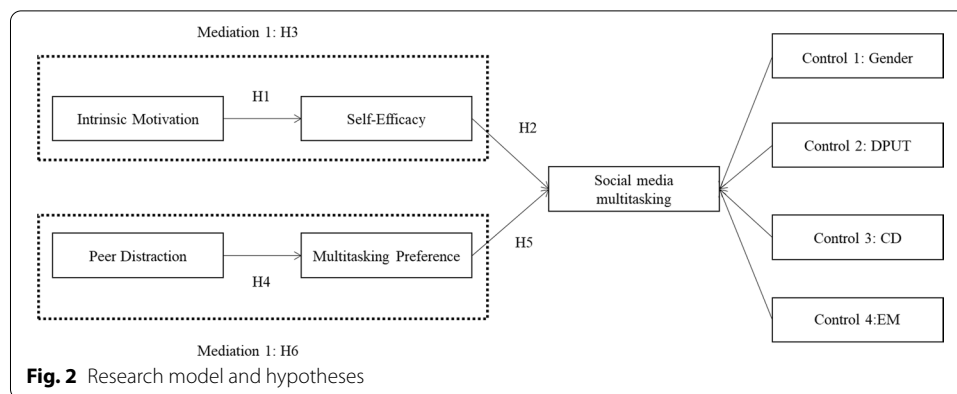 Mediation 1: H3
Intrinsic Motivation
H1
Self-Efficacy
H2
Peer Distraction
H4
Multitasking Preference
H5
Mediation 1: H6
Social media
multitasking
Control 1: Gender
Control 2: DPUT
Control 3: CD
Control 4:EM
Fig. 2 Research model and hypotheses